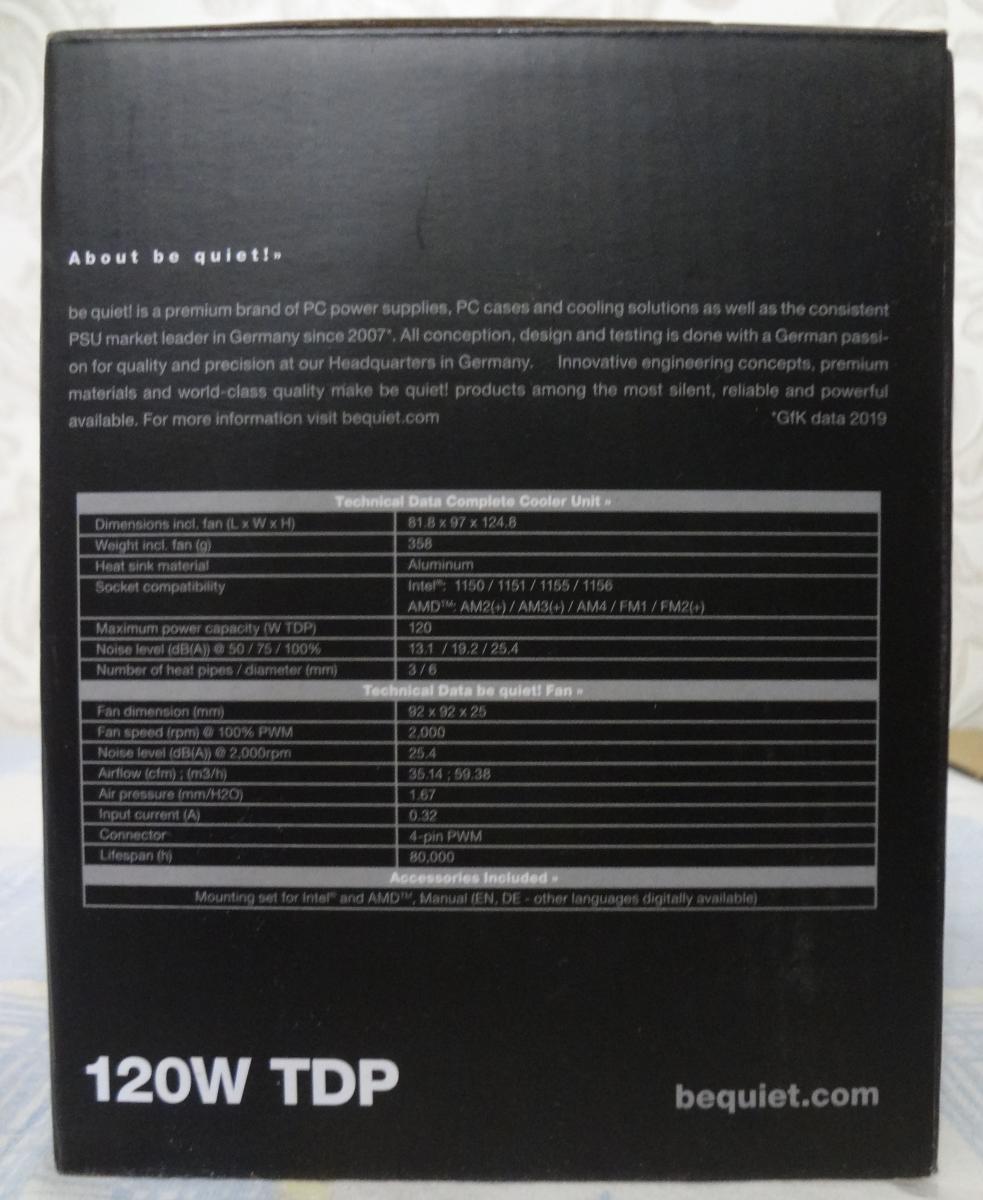 About be quiet!»
be quiet! is a premium brand of PC power supplies, PC cases and cooling solutions as well as the consistent
PSU market leader in Germany since 2007*. All conception, design and testing is done with a German passi-
on for quality and precision at our Headquarters in Germany. Innovative engineering concepts, premium
materials and world-class quality make be quiet! products among the most silent, reliable and powerful
available. For more information visit bequiet.com *GfK data 2019
Technical Data Complete Cooler Unit »
Dimensions incl. fan (L x W x H) 81.8 x 97 x 124.8
Weight incl. fan (g) 358
Heat sink material Aluminum
Socket compatibility Intel®: 1150 / 1151 / 1155 / 1156
AMD™: AM2(+) / AM3(+) / AM4 / FM1 / FM2(+)
Maximum power capacity (W TDP) 120
Noise level (dB(A)) @ 50 / 75 / 100% 13.1 / 19.2 / 25.4
Number of heat pipes / diameter (mm) 3 / 6
Technical Data be quiet! Fan »
Fan dimension (mm) 92 x 92 x 25
Fan speed (rpm) @ 100% PWM 2,000
Noise level (dB(A)) @ 2,000rpm 25.4
Airflow (cfm) ; (m3/h) 35.14 ; 59.38
Air pressure (mm/H2O) 1.67
Input current (A) 0.32
Connector 4-pin PWM
Lifespan (h) 80,000
Accessories Included »
Mounting set for Intel® and AMD™, Manual (EN, DE - other languages digitally available)
120W TDP
bequiet.com